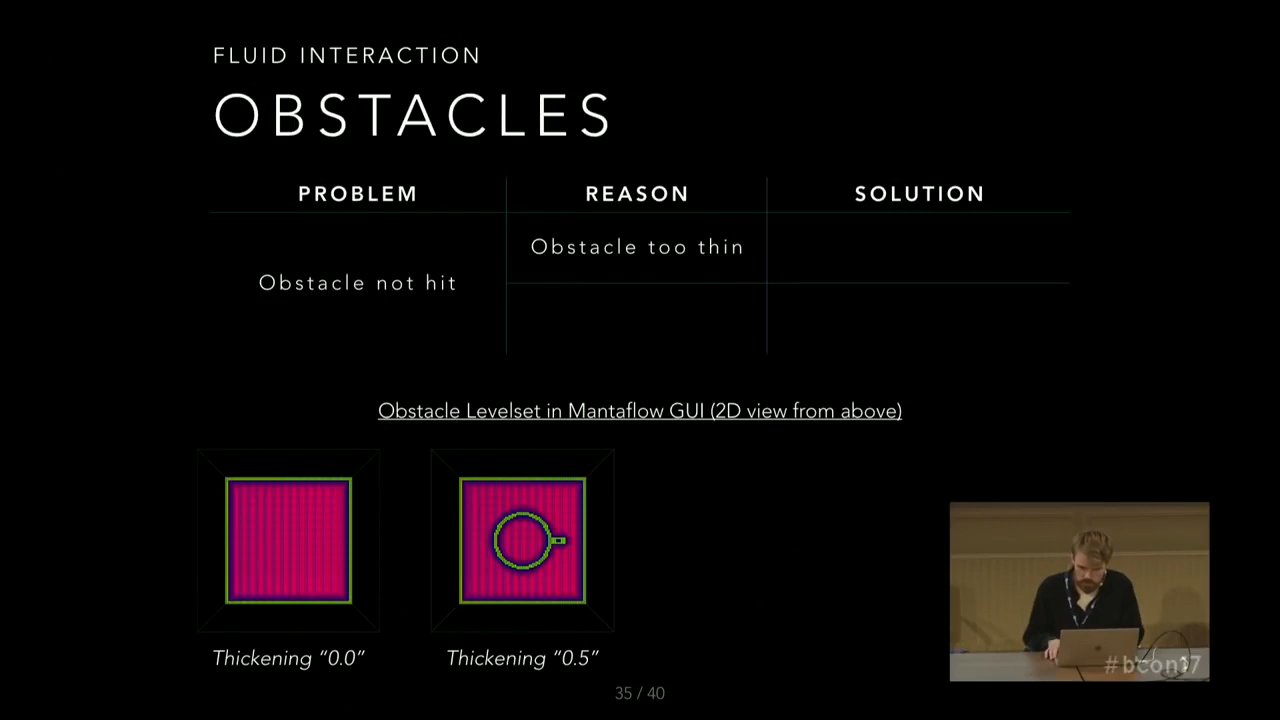 FLUID INTERACTION
OBSTACLES
PROBLEM REASON SOLUTION
Obstacle too thin
Obstacle not hit
Obstacle Levelset in Mantaflow GUI (2D view from above)
Thickening “0.0” Thickening “0.5”
#bcon17
35 / 40